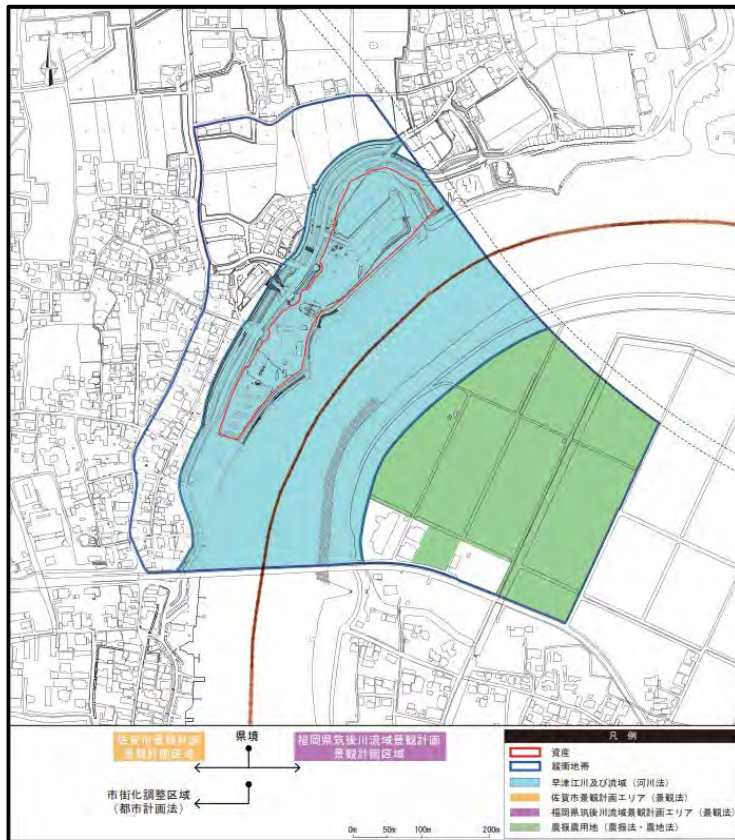 佐賀市景観計画
景観計画区域
県境
福岡県筑後川流域景観計画
景観計画区域
市街化調整区域
（都市計画法）
0m 50m 100m 200m
凡例
資産
緩衝地帯
早津江川及び流域（河川法）
佐賀市景観計画エリア（景観法）
福岡県筑後川流域景観計画エリア（景観法）
農振農用地（農振法・農地法）